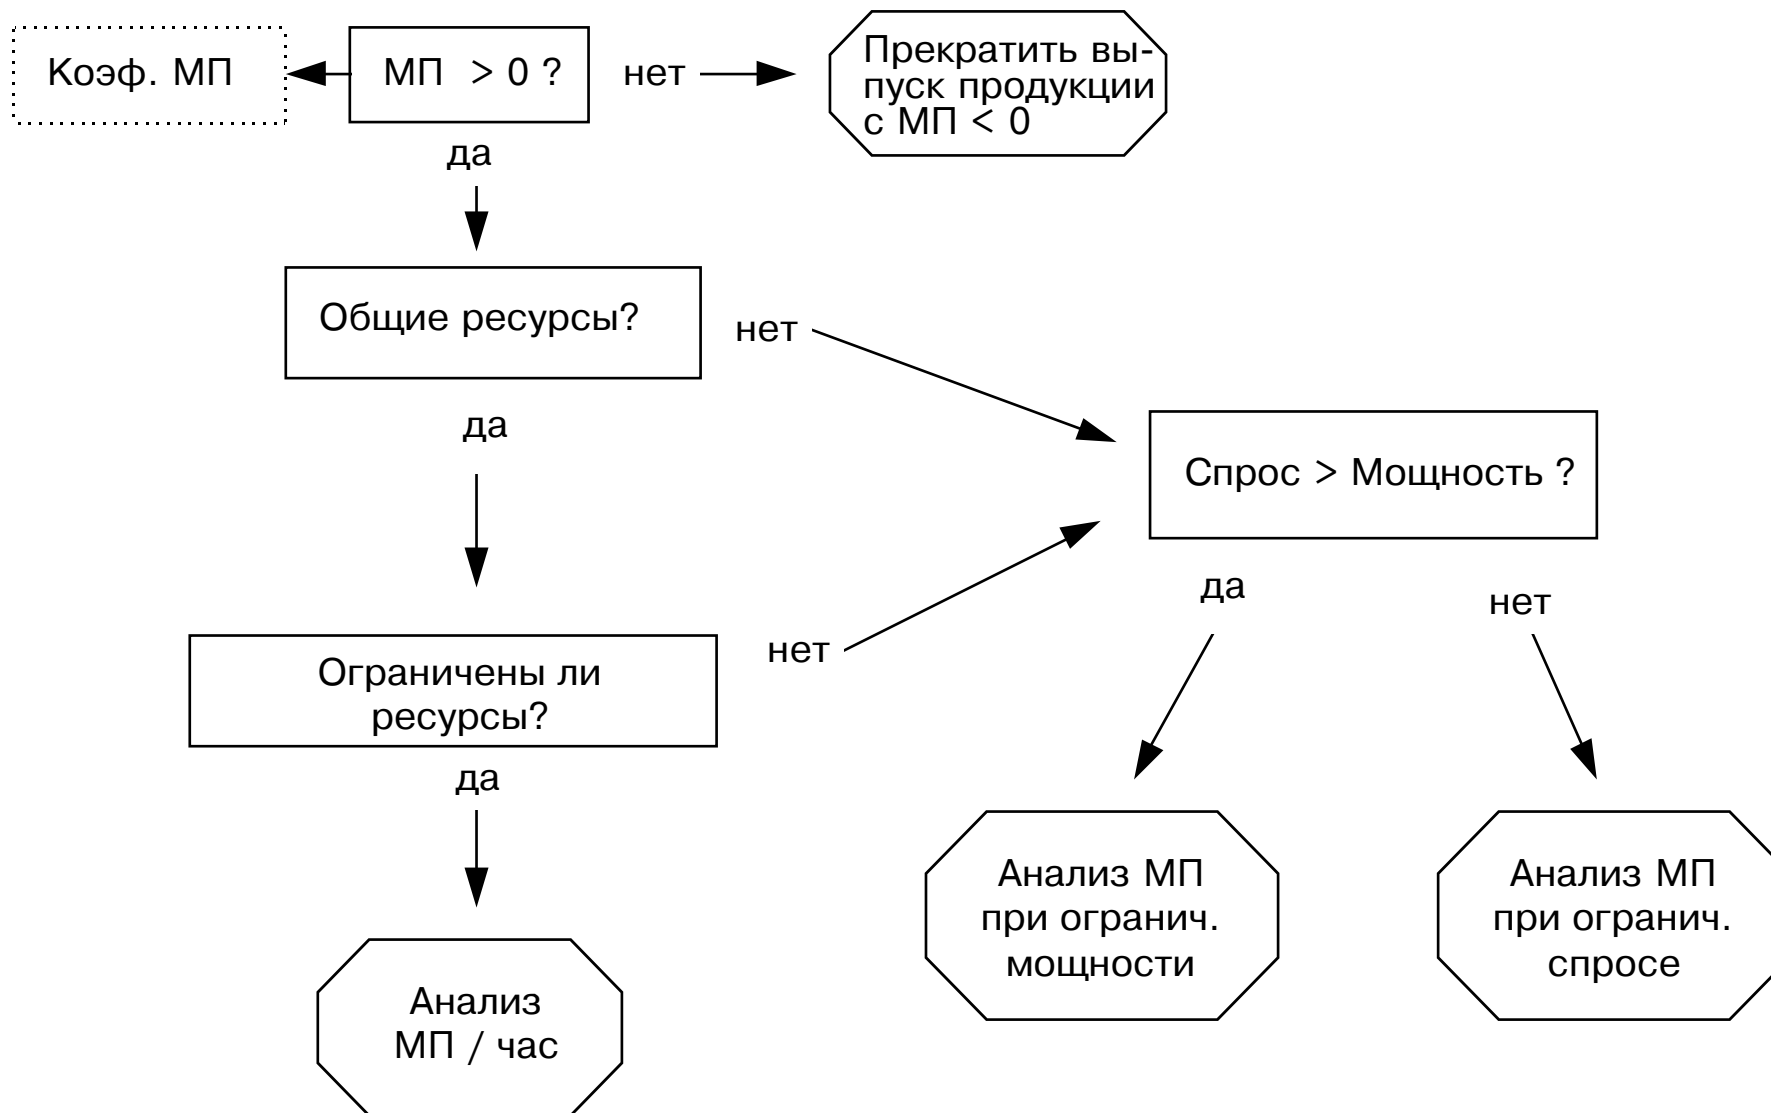 Коэф. МП
МП > 0 ?
нет
Прекратить вы-
пуск продукции
с МП < 0
да
Общие ресурсы?
нет
да
Спрос > Мощность ?
да
нет
Ограничены ли
ресурсы?
нет
да
Анализ МП
при огранич.
мощности
Анализ МП
при огранич.
спросе
Анализ
МП / час